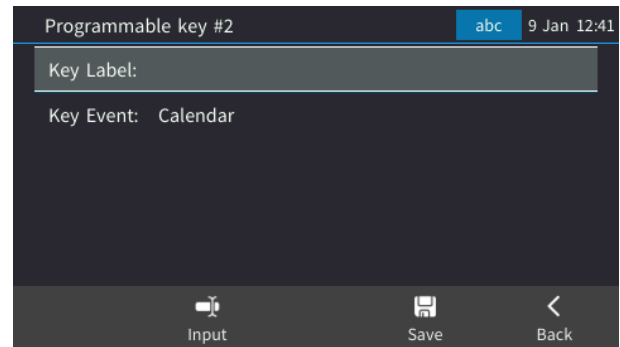 Programmable key #2 abc 9 Jan 12:41
Key Label:
Key Event: Calendar
Input Save Back